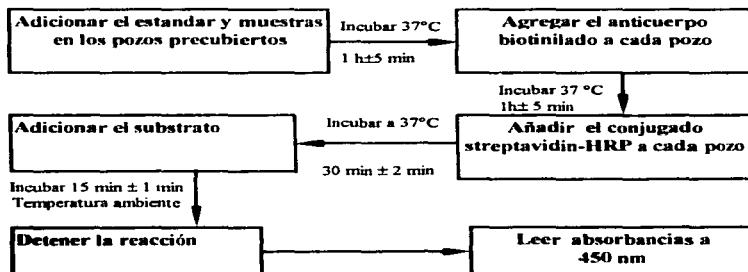 Adicionar el estandar y muestras
en los pozos precubiertos
Incubar 37°C
1 h±5 min
Agregar el anticuerpo
biotinilado a cada pozo
Incubar 37 °C
1h± 5 min
Añadir el conjugado
streptavidin-HRP a cada pozo
Incubar a 37°C
30 min ± 2 min
Adicionar el substrato
Incubar 15 min ± 1 min
Temperatura ambiente
Detener la reacción
Leer absorbancias a
450 nm